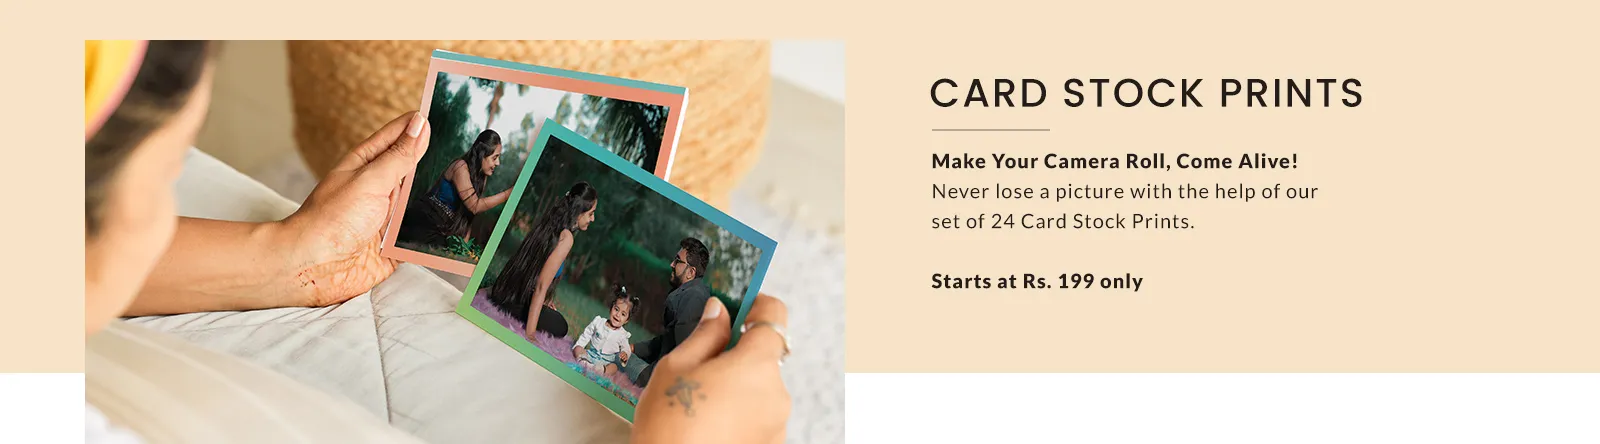 CARD STOCK PRINTS
Make Your Camera Roll, Come Alive!
Never lose a picture with the help of our
set of 24 Card Stock Prints.
Starts at Rs. 199 only